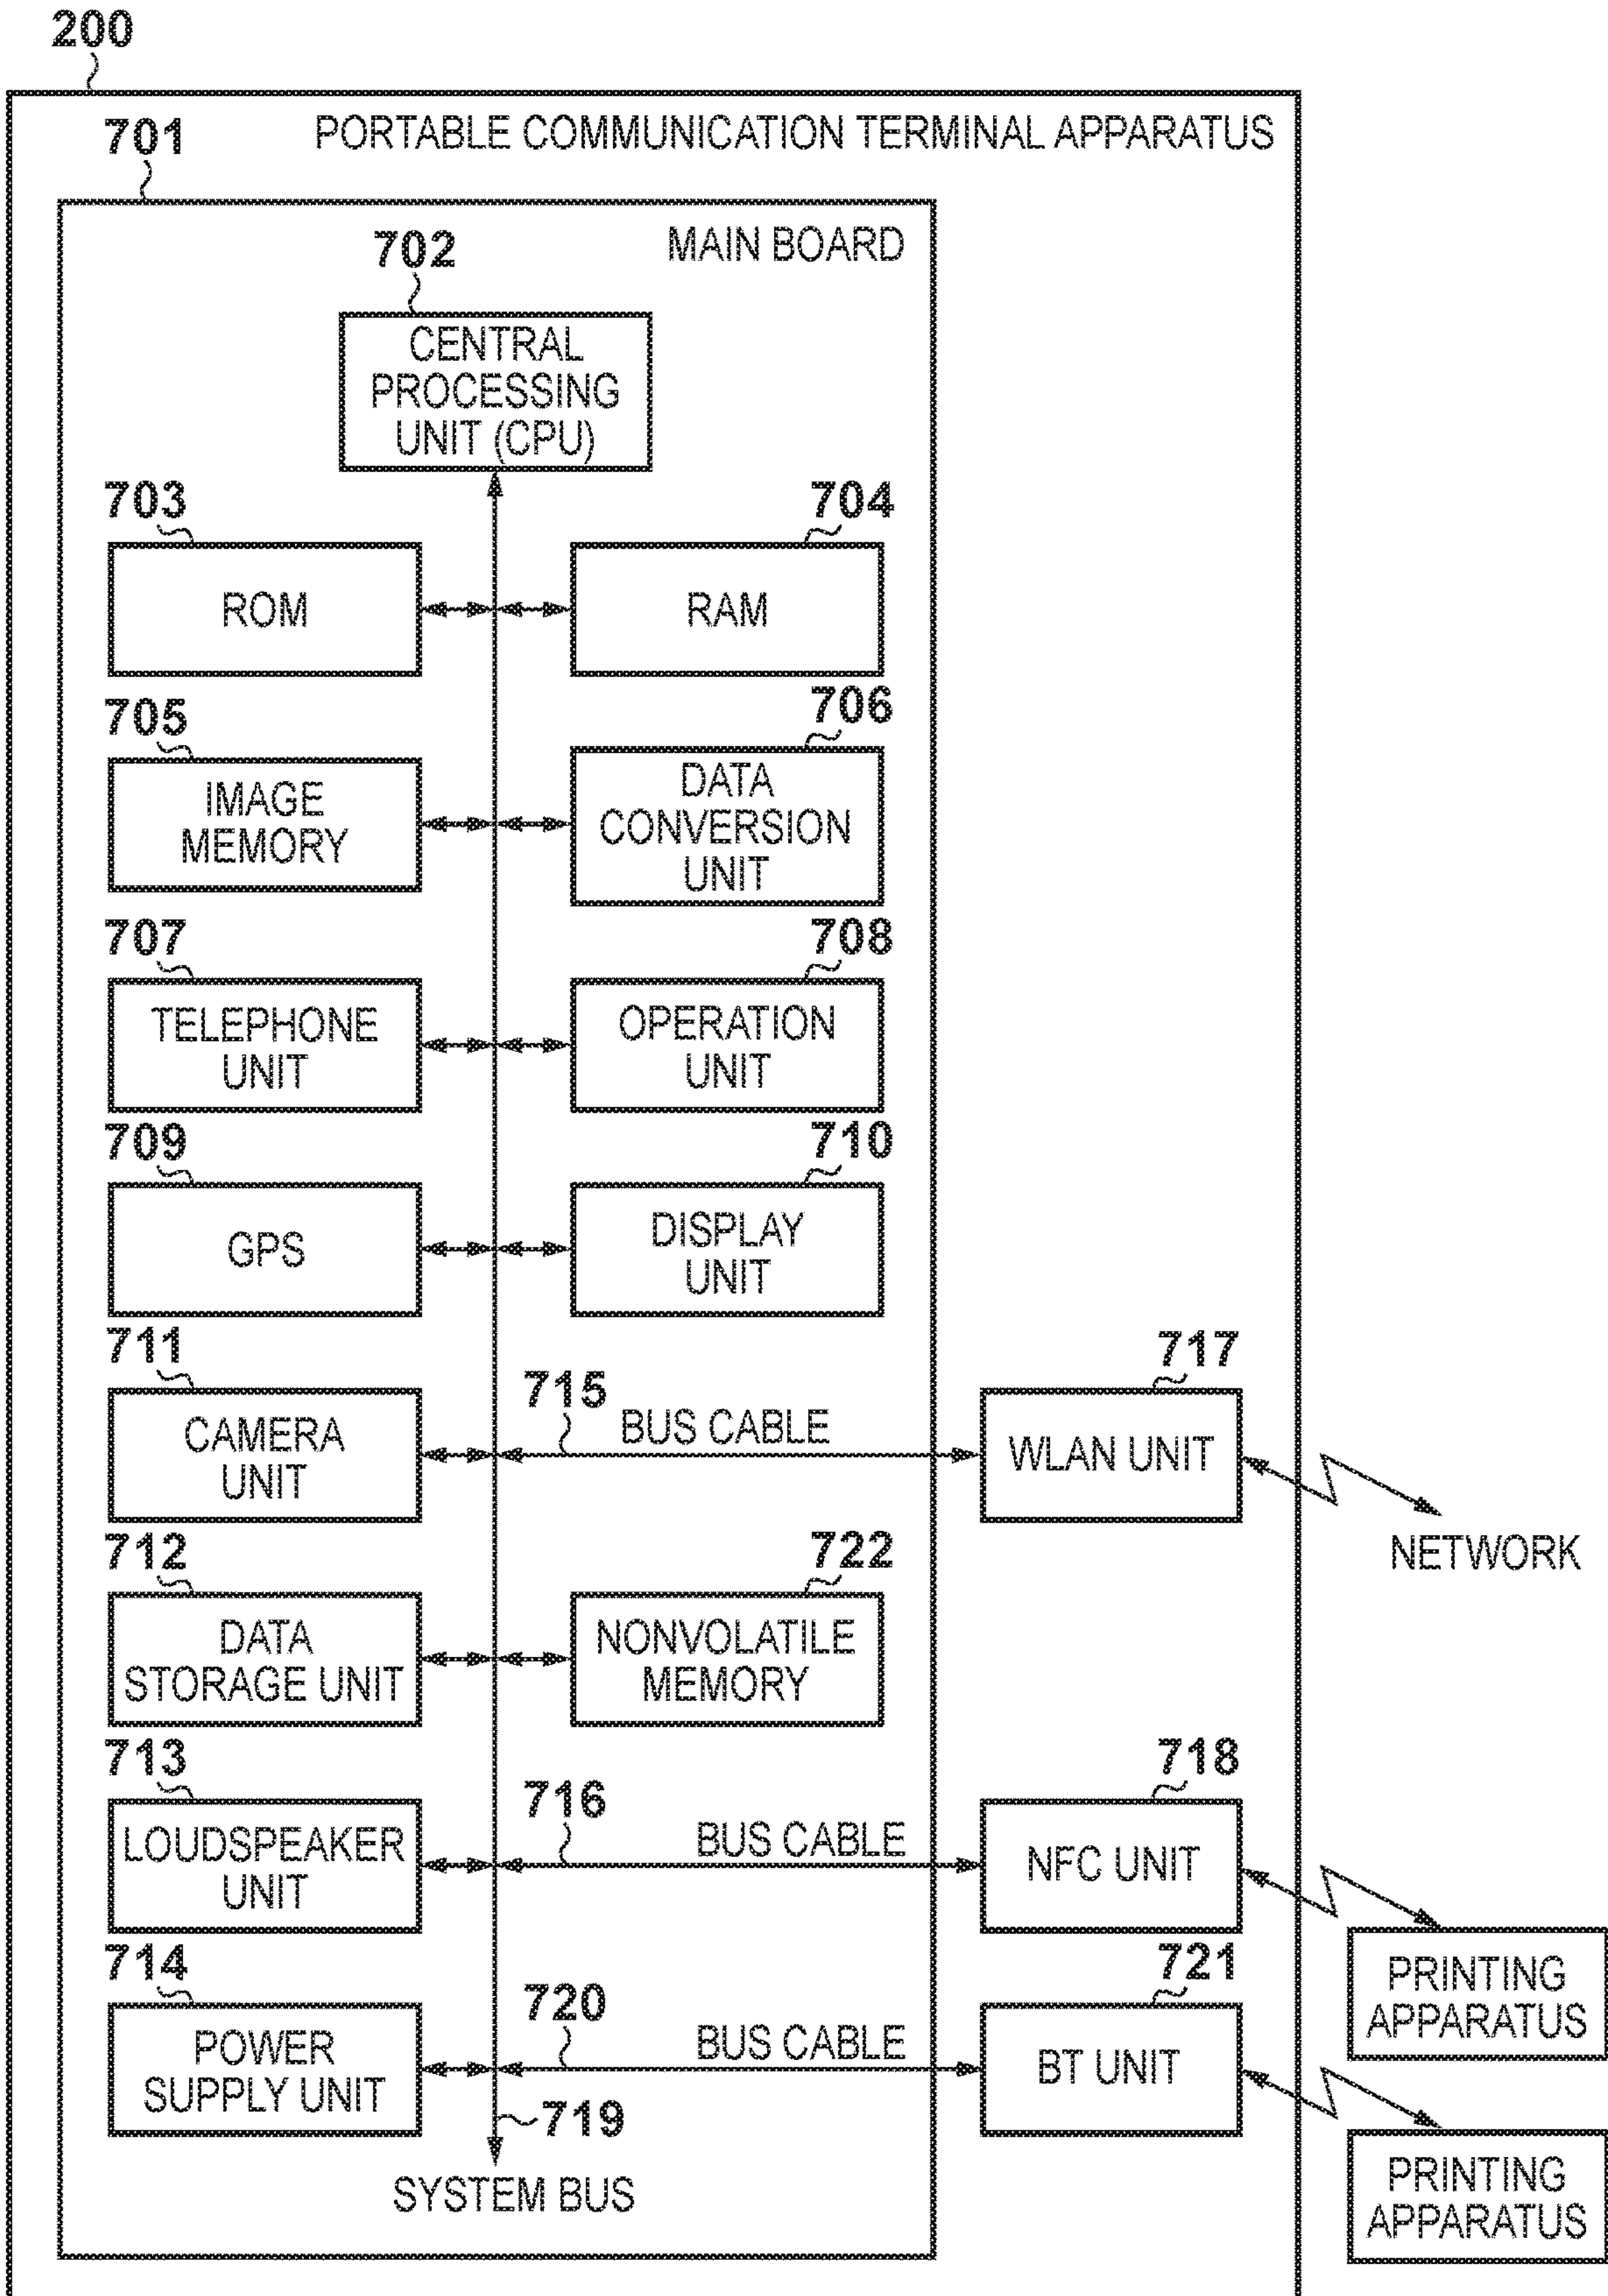 200
701
PORTABLE COMMUNICATION TERMINAL APPARATUS
702
MAIN BOARD
CENTRAL
PROCESSING
UNIT (CPU)
703
704
ROM
RAM
705
706
IMAGE
MEMORY
DATA
CONVERSION
UNIT
707
708
TELEPHONE
UNIT
OPERATION
UNIT
709
710
GPS
DISPLAY
UNIT
711
715
717
CAMERA
UNIT
BUS CABLE
WLAN UNIT
NETWORK
712
722
DATA
STORAGE UNIT
NONVOLATILE
MEMORY
713
716
718
LOUDSPEAKER
UNIT
BUS CABLE
NFC UNIT
PRINTING
APPARATUS
714
720
721
POWER
SUPPLY UNIT
BUS CABLE
BT UNIT
PRINTING
APPARATUS
719
SYSTEM BUS